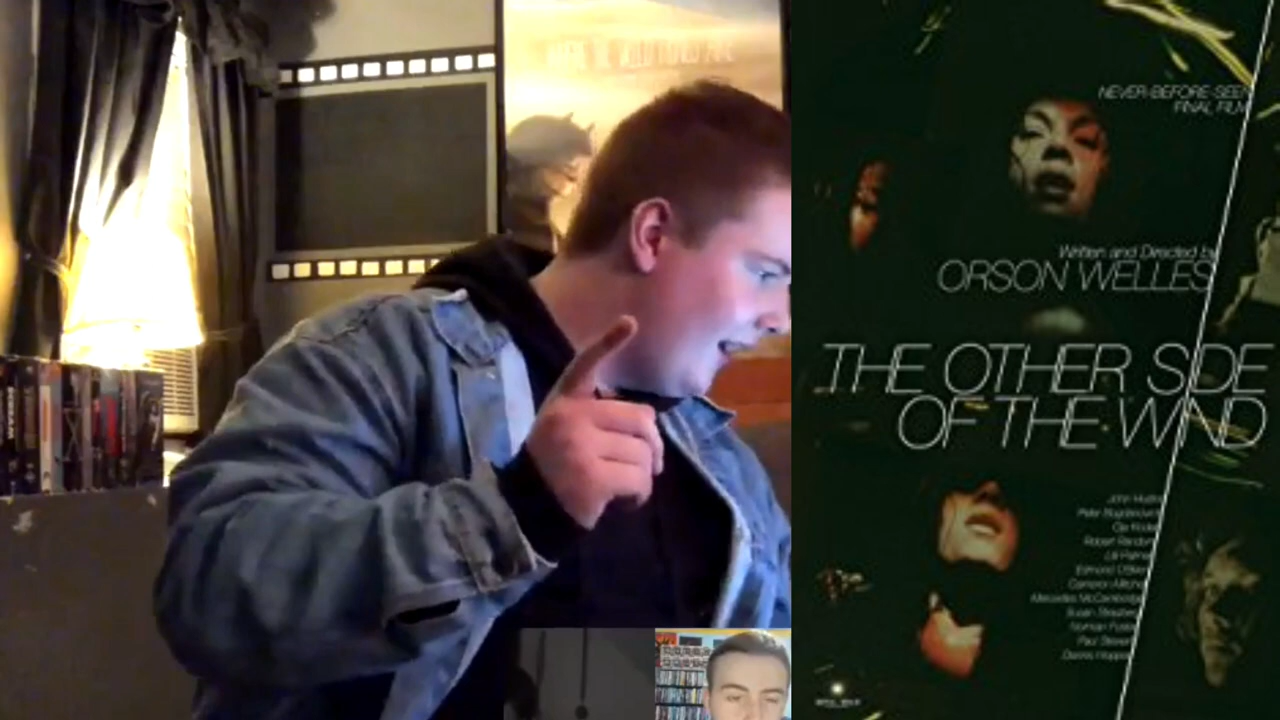 NEVER-BEFORE-SEEN
FINAL FILM
Written and Directed by
ORSON WELLES
THE OTHER SIDE
OF THE WIND
John Huston
Peter Bogdanovich
Oja Kodar
Robert Random
Lilli Palmer
Edmond O'Brien
Cameron Mitchell
Mercedes McCambridge
Susan Strasberg
Norman Foster
Paul Stewart
Dennis Hopper
SCREAM